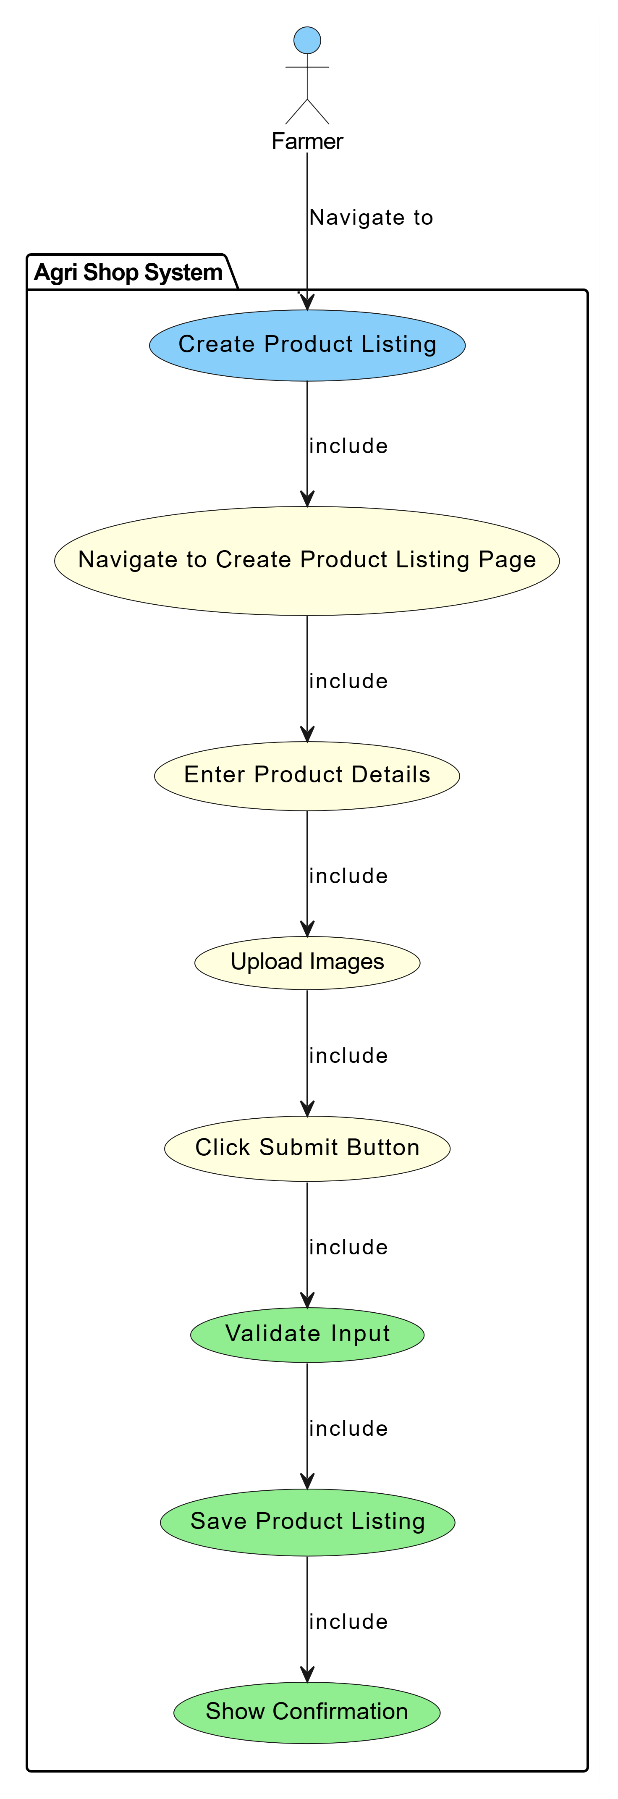 Farmer
Navigate to
Agri Shop System
Create Product Listing
include
Navigate to Create Product Listing Page
include
Enter Product Details
include
Upload Images
include
Click Submit Button
include
Validate Input
include
Save Product Listing
include
Show Confirmation